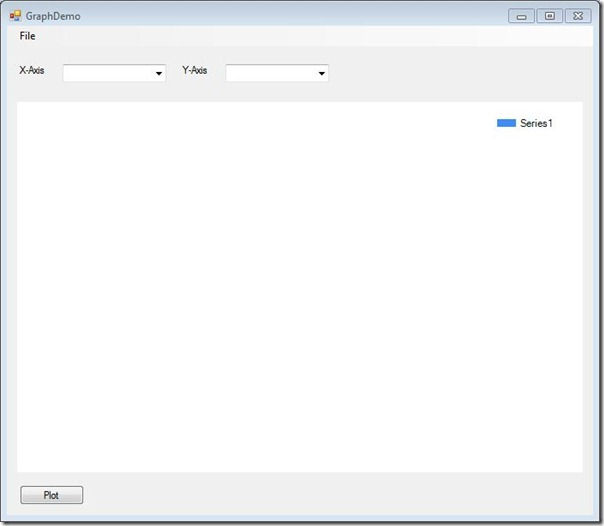 GraphDemo
File
X-Axis Y-Axis
Series1
Plot